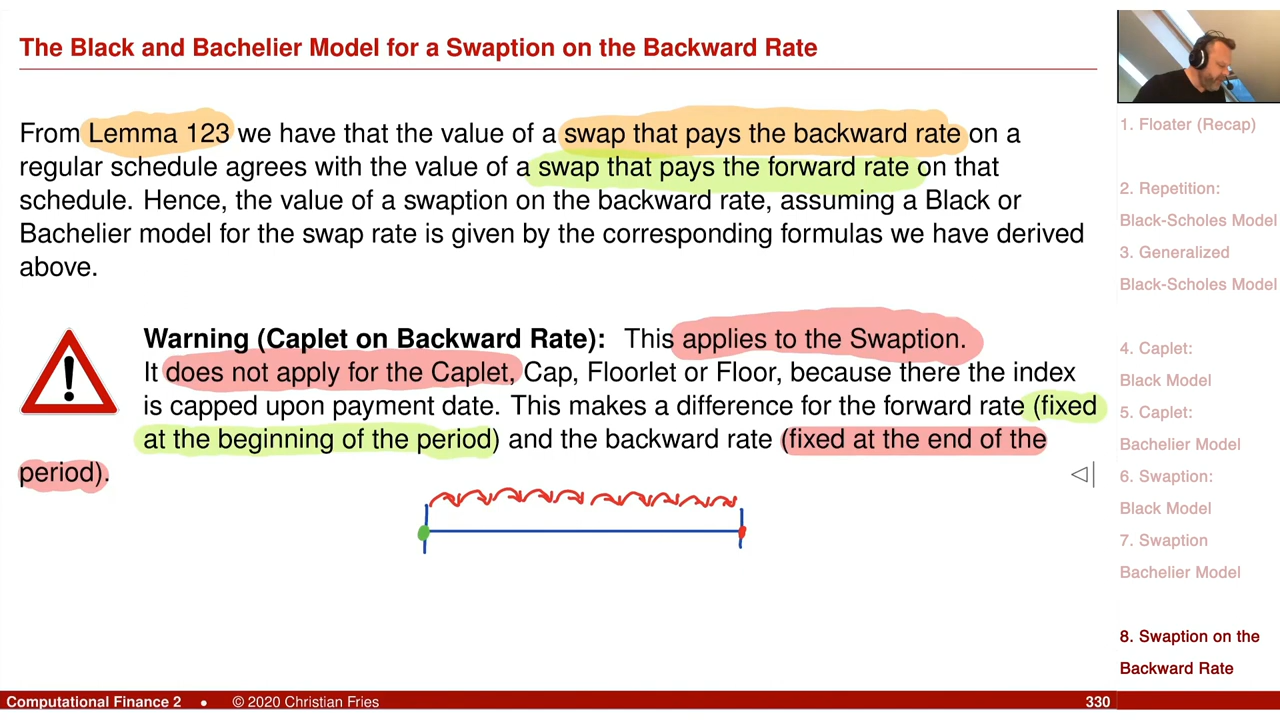 The Black and Bachelier Model for a Swaption on the Backward Rate
From Lemma 123 we have that the value of a swap that pays the backward rate on a
regular schedule agrees with the value of a swap that pays the forward rate on that
schedule. Hence, the value of a swaption on the backward rate, assuming a Black or
Bachelier model for the swap rate is given by the corresponding formulas we have derived
above.
Warning (Caplet on Backward Rate): This applies to the Swaption.
It does not apply for the Caplet, Cap, Floorlet or Floor, because there the index
is capped upon payment date. This makes a difference for the forward rate (fixed
at the beginning of the period) and the backward rate (fixed at the end of the
period).
1. Floater (Recap)
2. Repetition:
Black-Scholes Model
3. Generalized
Black-Scholes Model
4. Caplet:
Black Model
5. Caplet:
Bachelier Model
6. Swaption:
Black Model
7. Swaption
Bachelier Model
8. Swaption on the
Backward Rate
Computational Finance 2 • © 2020 Christian Fries 330